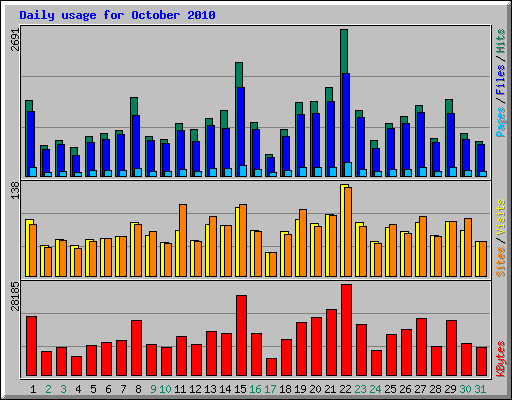 Daily usage for October 2010
2691
Pages / Files / Hits
138
Sites / Visits
28185
KBytes
1 2 3 4 5 6 7 8 9 10 11 12 13 14 15 16 17 18 19 20 21 22 23 24 25 26 27 28 29 30 31